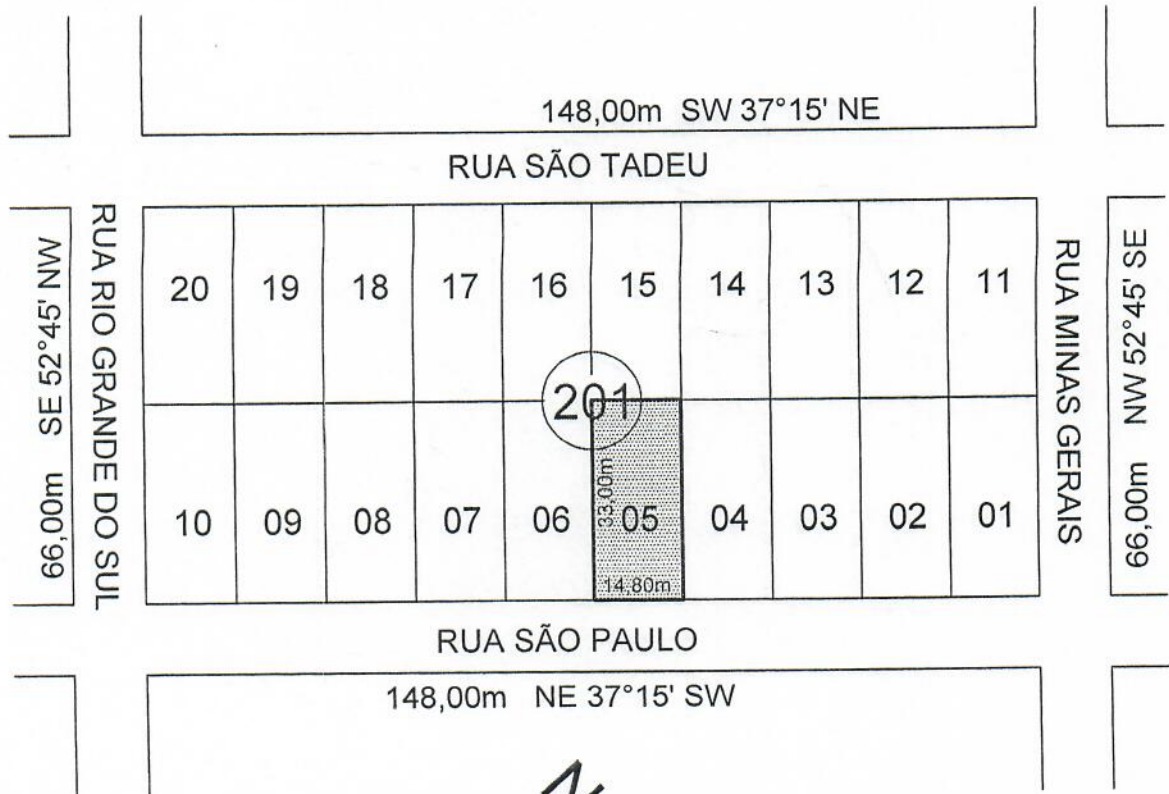 148,00m SW 37°15' NE
RUA SÃO TADEU
66,00m SE 52°45' NW
RUA RIO GRANDE DO SUL
20 19 18 17 16 15 14 13 12 11
201
10 09 08 07 06 05 04 03 02 01
33,00m
14,80m
RUA MINAS GERAIS
66,00m NW 52°45' SE
RUA SÃO PAULO
148,00m NE 37°15' SW